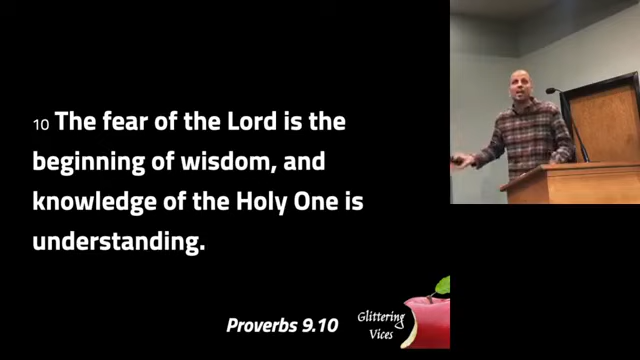 10 The fear of the Lord is the
beginning of wisdom, and
knowledge of the Holy One is
understanding.
Proverbs 9.10
Glittering
Vices